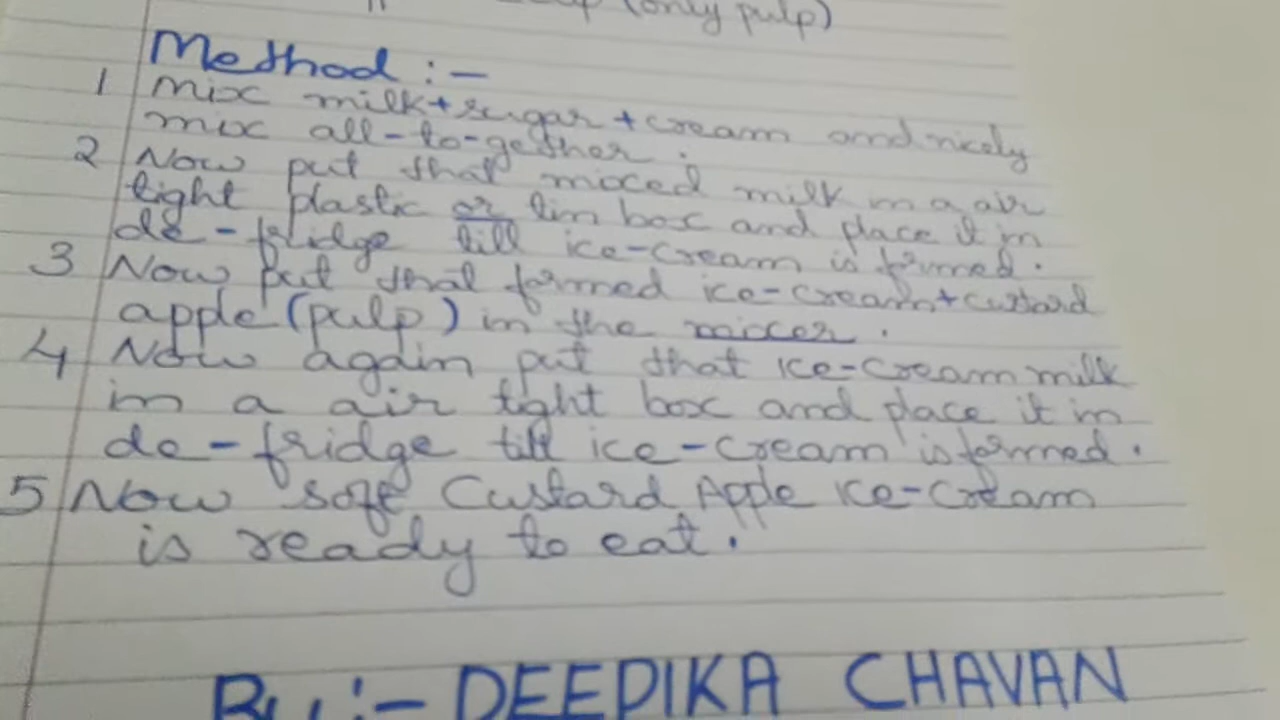 (only pulp)
Method :-
1 Mix milk+sugar+cream and nicely
mix all-to-gether.
2 Now put that mixed milk in a air
tight plastic or tin box and place it in
de-fridge till ice-cream is formed.
3 Now put that formed ice-cream+custard
apple (pulp) in the mixer.
4 Now again put that ice-cream milk
in a air tight box and place it in
de-fridge till ice-cream is formed.
5 Now soft Custard Apple ice-cream
is ready to eat.
By :- DEEPIKA CHAVAN